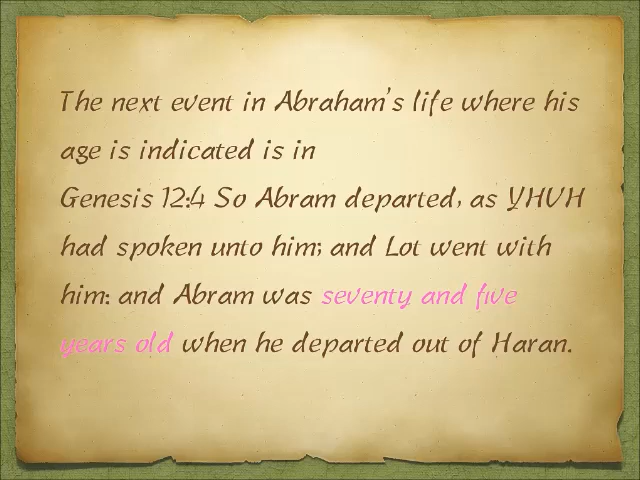 The next event in Abraham's life where his
age is indicated is in
Genesis 12:4 So Abram departed, as YHVH
had spoken unto him; and Lot went with
him: and Abram was seventy and five
years old when he departed out of Haran.